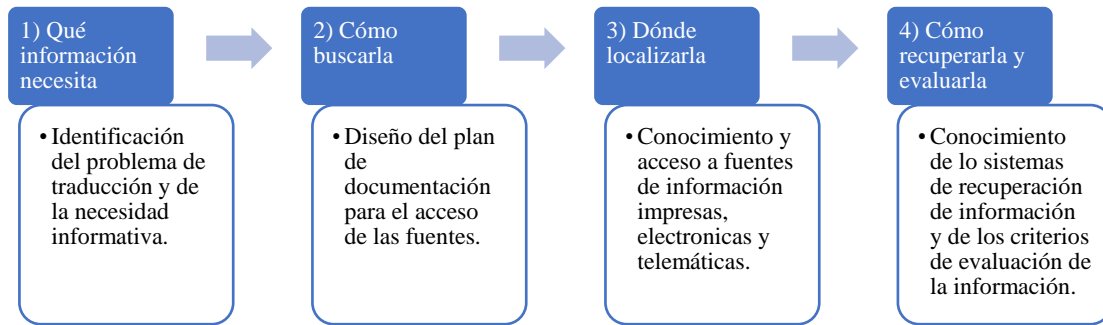 1) Qué
información
necesita
• Identificación
del problema de
traducción y de
la necesidad
informativa.
2) Cómo
buscarla
• Diseño del plan
de
documentación
para el acceso
de las fuentes.
3) Dónde
localizarla
• Conocimiento y
acceso a fuentes
de información
impresas,
electronicas y
telemáticas.
4) Cómo
recuperarla y
evaluarla
• Conocimiento
de lo sistemas
de recuperación
de información
y de los criterios
de evaluación de
la información.